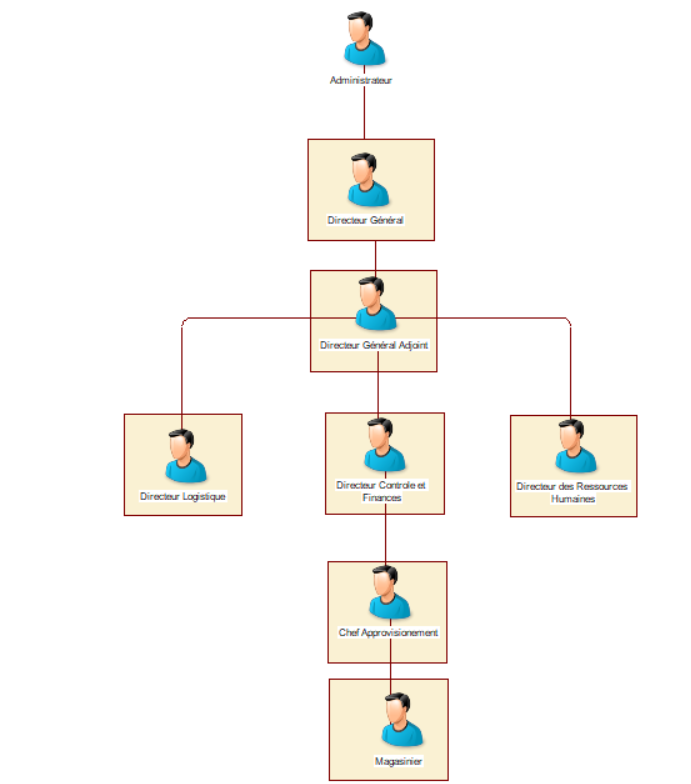 Administrateur
Directeur Général
Directeur Général Adjoint
Directeur Logistique
Directeur Controle et
Finances
Directeur des Ressources
Humaines
Chef Approvisionement
Magasinier